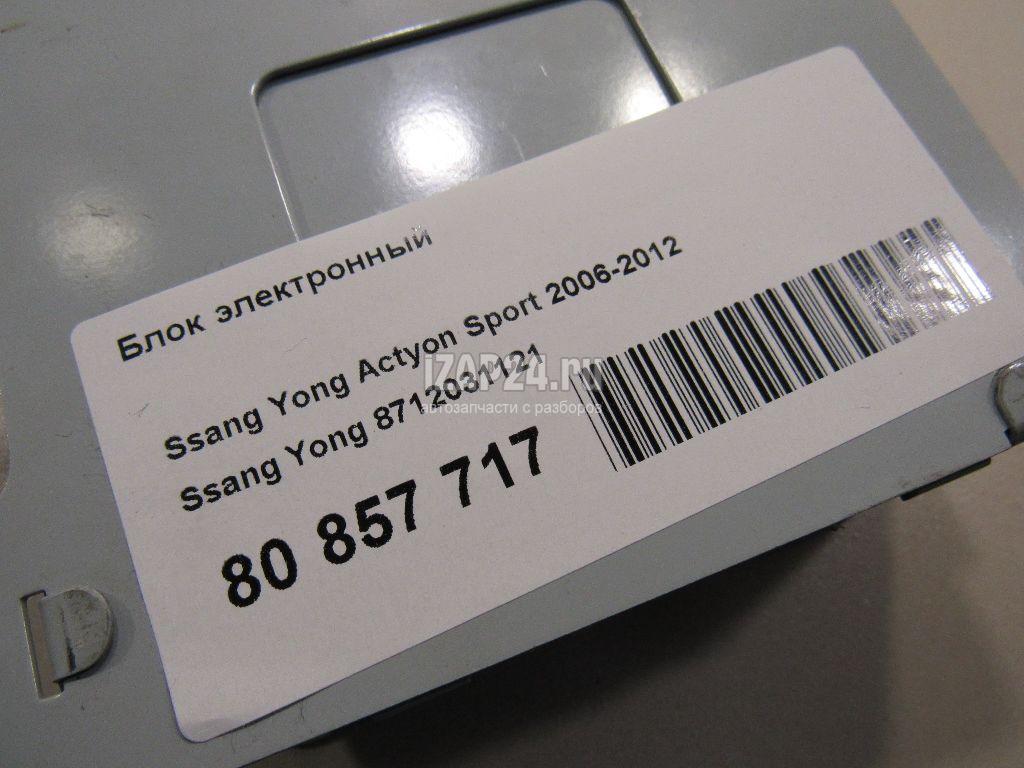 Блок электронный
Ssang Yong Actyon Sport 2006-2012
Ssang Yong 8712031121
80 857 717
IZAP24.ru
автозапчасти с разборов